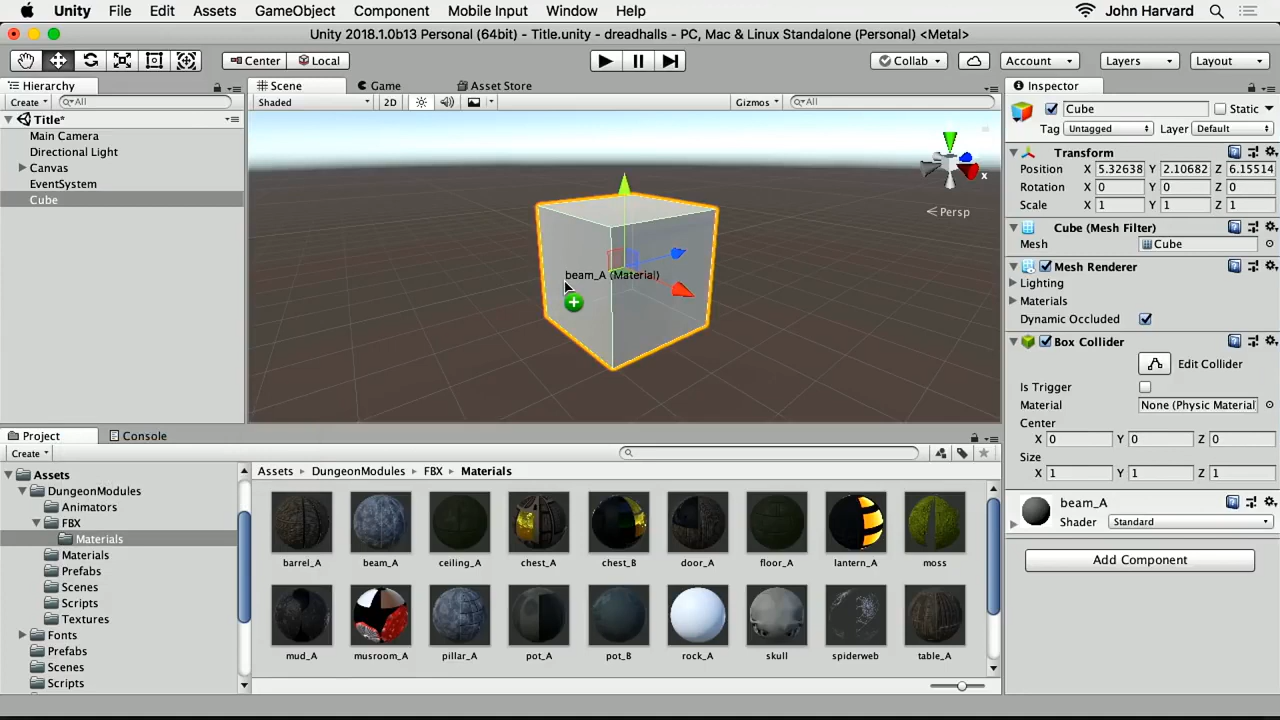 Unity File Edit Assets GameObject Component Mobile Input Window Help John Harvard
Unity 2018.1.0b13 Personal (64bit) - Title.unity - dreadhalls - PC, Mac & Linux Standalone (Personal) <Metal>
Center Local Collab Account Layers Layout
Hierarchy
Create All
Title*
Main Camera
Directional Light
Canvas
EventSystem
Cube
Scene Game Asset Store
Shaded 2D Gizmos All
x
Persp
beam_A (Material)
Inspector
Cube Static
Tag Untagged Layer Default
Transform
Position X 5.32638 Y 2.10682 Z 6.15514
Rotation X 0 Y 0 Z 0
Scale X 1 Y 1 Z 1
Cube (Mesh Filter)
Mesh Cube
Mesh Renderer
Lighting
Materials
Dynamic Occluded
Box Collider
Edit Collider
Is Trigger
Material None (Physic Material
Center
X 0 Y 0 Z 0
Size
X 1 Y 1 Z 1
beam_A
Shader Standard
Add Component
Project Console
Create
Assets
DungeonModules
Animators
FBX
Materials
Materials
Prefabs
Scenes
Scripts
Textures
Fonts
Prefabs
Scenes
Scripts
Assets DungeonModules FBX Materials
barrel_A beam_A ceiling_A chest_A chest_B door_A floor_A lantern_A moss
mud_A musroom_A pillar_A pot_A pot_B rock_A skull spiderweb table_A